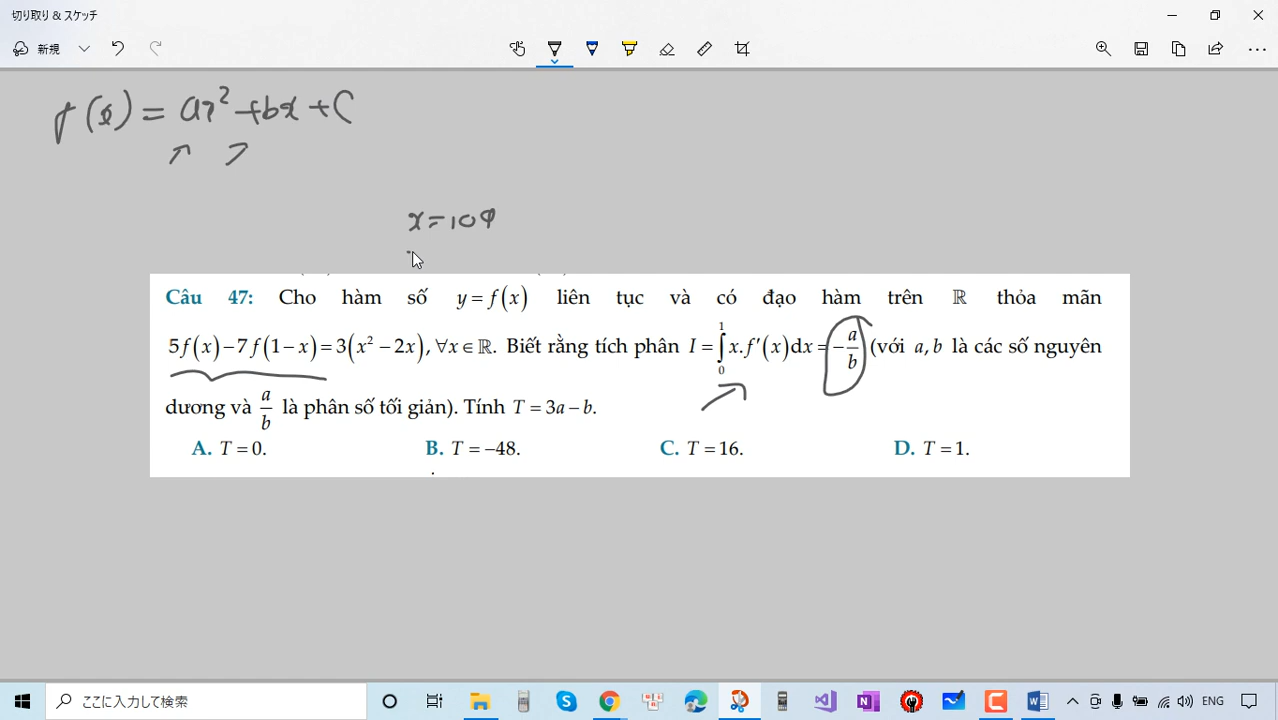 切り取り & スケッチ
新規
f(x) = ax² + bx + C
x = 109
Câu 47: Cho hàm số y = f(x) liên tục và có đạo hàm trên ℝ thỏa mãn
5f(x) − 7f(1 − x) = 3(x² − 2x), ∀x ∈ ℝ. Biết rằng tích phân I = ∫₀¹ x.f′(x)dx = −a/b (với a, b là các số nguyên
dương và a/b là phân số tối giản). Tính T = 3a − b.
A. T = 0. B. T = −48. C. T = 16. D. T = 1.
ここに入力して検索
ENG